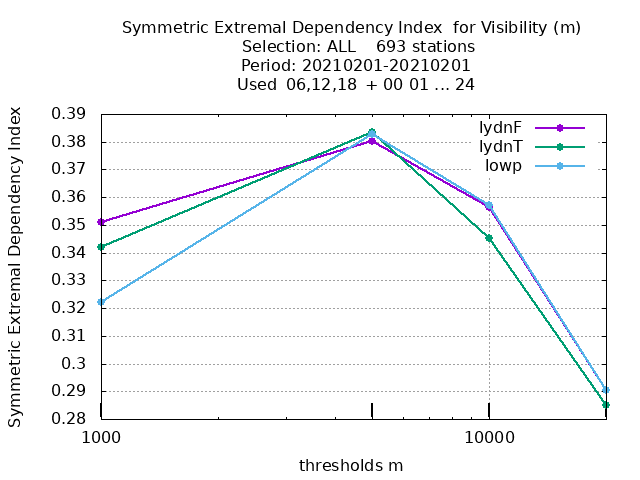 Symmetric Extremal Dependency Index  for Visibility (m)
Selection: ALL    693 stations
Period: 20210201-20210201
Used  06,12,18  + 00 01 ... 24
Symmetric Extremal Dependency Index
0.39
0.38
0.37
0.36
0.35
0.34
0.33
0.32
0.31
0.3
0.29
0.28
lydnF
lydnT
lowp
1000
10000
thresholds m